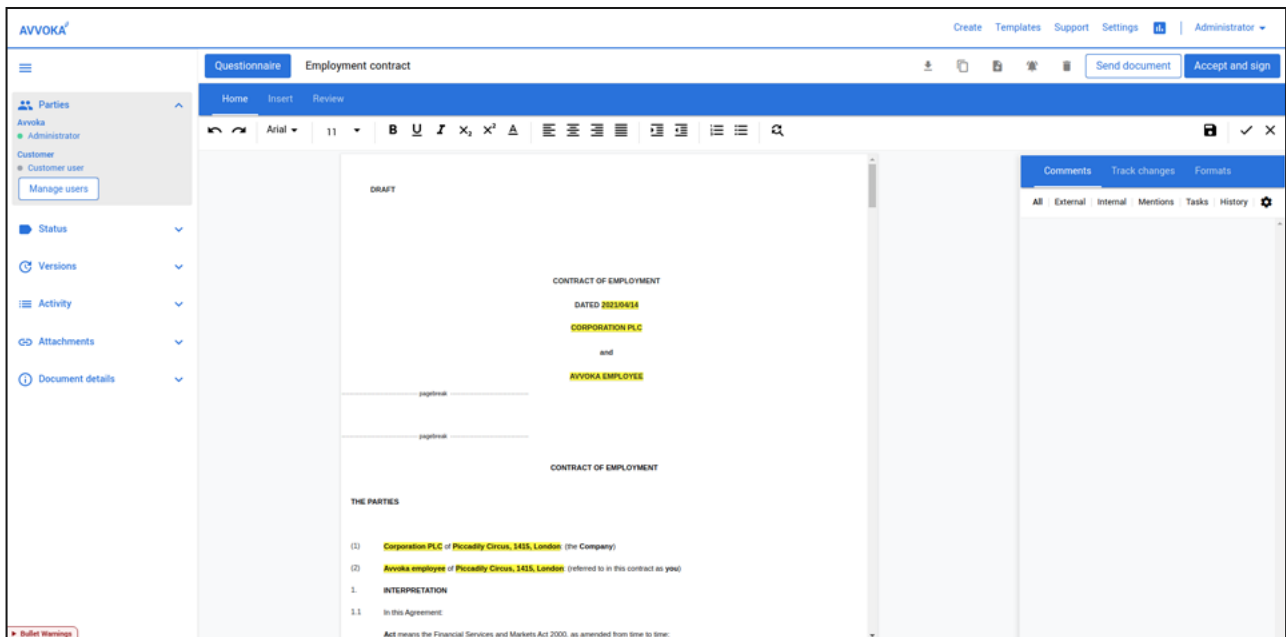 AVVOKA
Create Templates Support Settings Administrator
Questionnaire Employment contract Send document Accept and sign
Parties
Avvoka
Administrator
Customer
Customer user
Manage users
Status
Versions
Activity
Attachments
Document details
Bullet Warnings
Home Insert Review
Arial 11 B U I X₂ X² A
DRAFT
CONTRACT OF EMPLOYMENT
DATED 2021/04/14
CORPORATION PLC
and
AVVOKA EMPLOYEE
pagebreak
pagebreak
CONTRACT OF EMPLOYMENT
THE PARTIES
(1) Corporation PLC of Piccadily Circus, 1415, London: (the Company)
(2) Avvoka employee of Piccadily Circus, 1415, London: (referred to in this contract as you)
1. INTERPRETATION
1.1 In this Agreement:
Act means the Financial Services and Markets Act 2000, as amended from time to time;
Comments Track changes Formats
All External Internal Mentions Tasks History